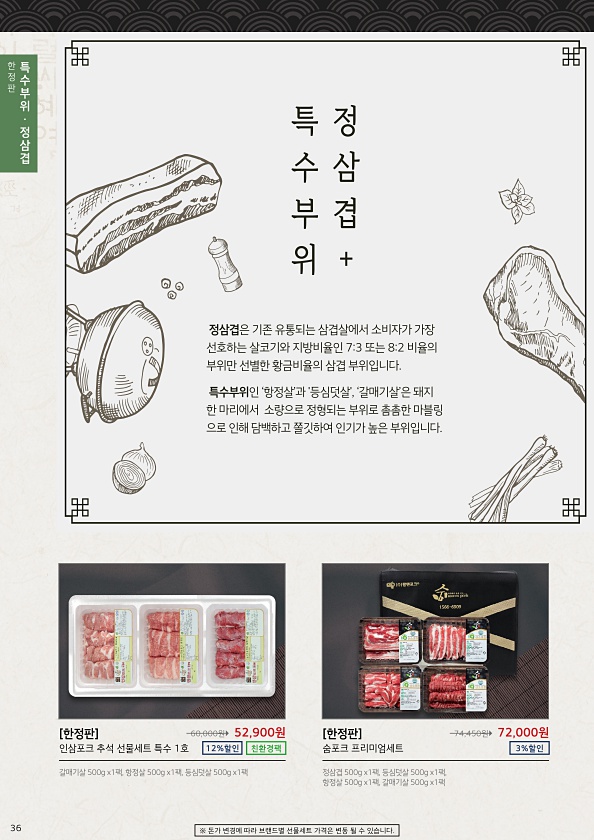 한정판
특수부위 · 정삼겹
정삼겹 +
특수부위
정삼겹은 기존 유통되는 삼겹살에서 소비자가 가장
선호하는 살코기와 지방비율인 7:3 또는 8:2 비율의
부위만 선별한 황금비율의 삼겹 부위입니다.
특수부위인 '항정살'과 '등심덧살', '갈매기살'은 돼지
한 마리에서 소량으로 정형되는 부위로 촘촘한 마블링
으로 인해 담백하고 쫄깃하여 인기가 높은 부위입니다.
1588-6909
[한정판] 60,000원 52,900원
인삼포크 추석 선물세트 특수 1호 12%할인 친환경팩
갈매기살 500g x1팩, 항정살 500g x1팩, 등심덧살 500g x1팩
[한정판] 74,450원 72,000원
숨포크 프리미엄세트 3%할인
정삼겹 500g x1팩, 등심덧살 500g x1팩,
항정살 500g x1팩, 갈매기살 500g x1팩
36
※ 돈가 변경에 따라 브랜드별 선물세트 가격은 변동 될 수 있습니다.